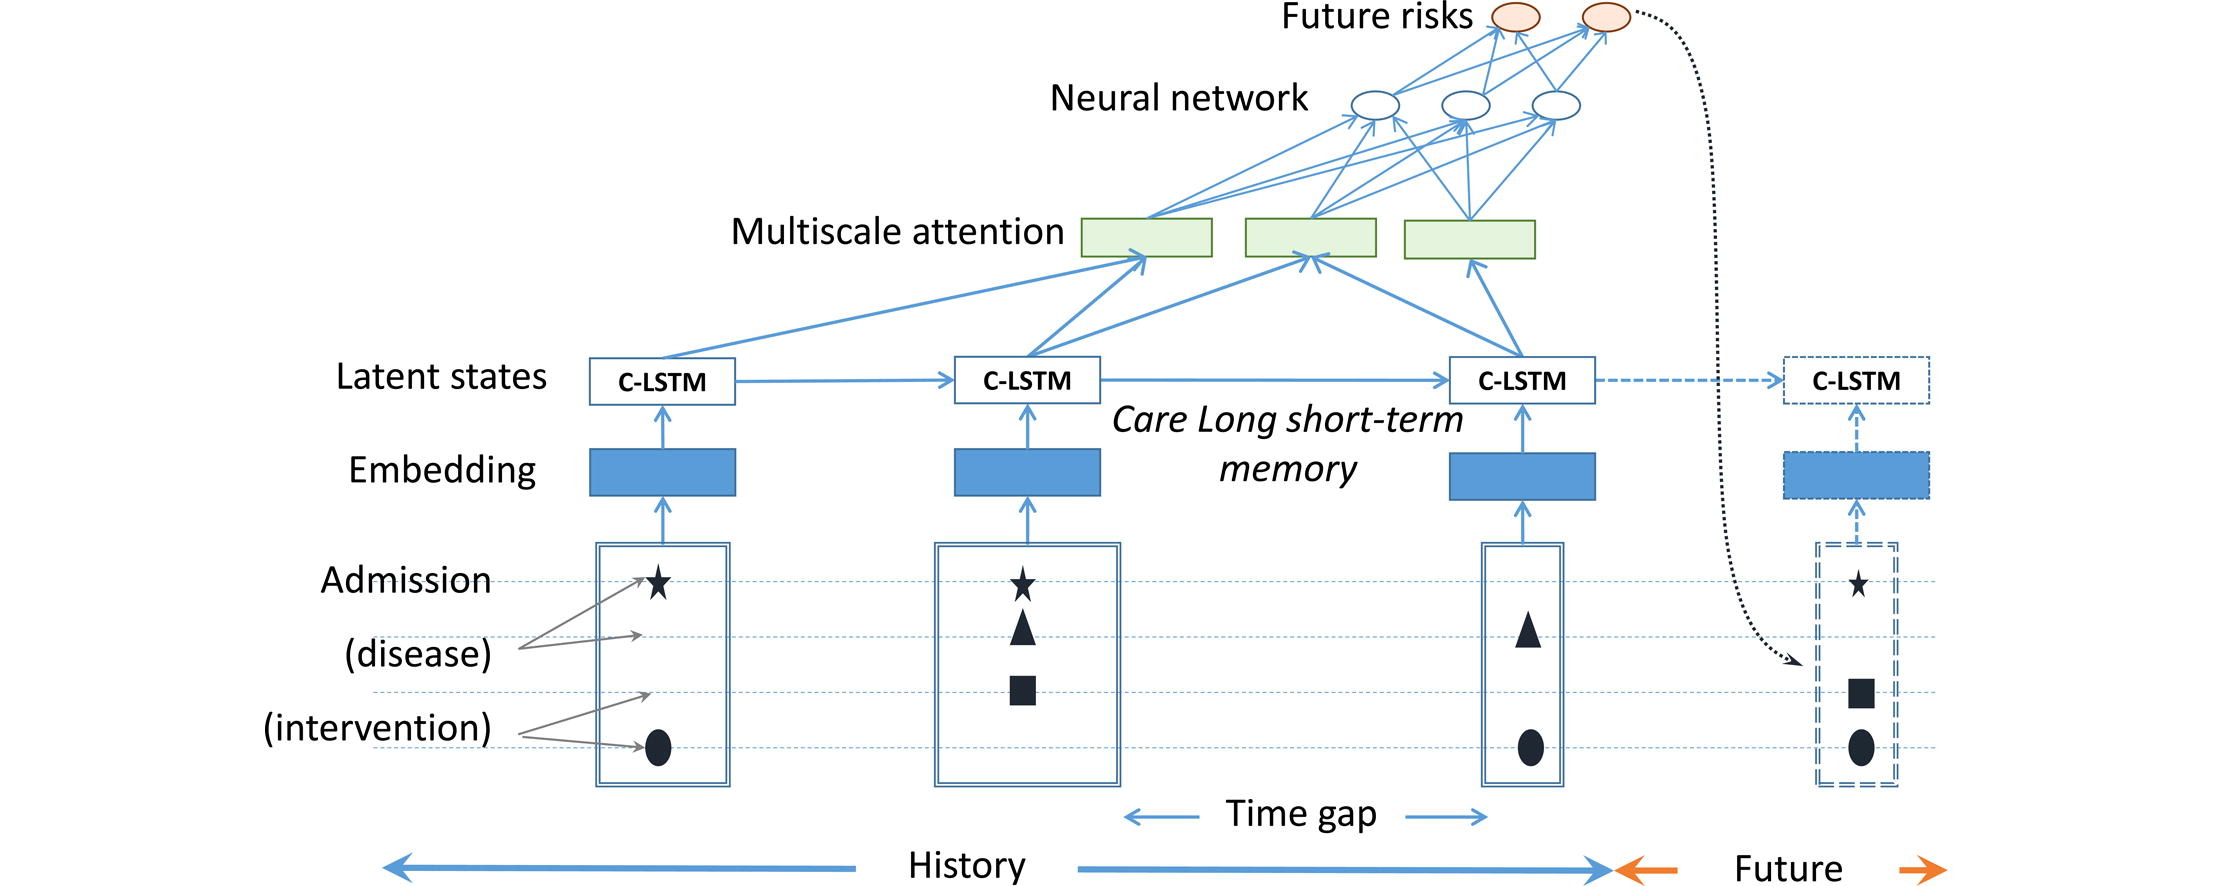 Future risks
Neural network
Multiscale attention
Latent states
C-LSTM
C-LSTM
C-LSTM
C-LSTM
Care Long short-term
memory
Embedding
Admission
(disease)
(intervention)
Time gap
History
Future